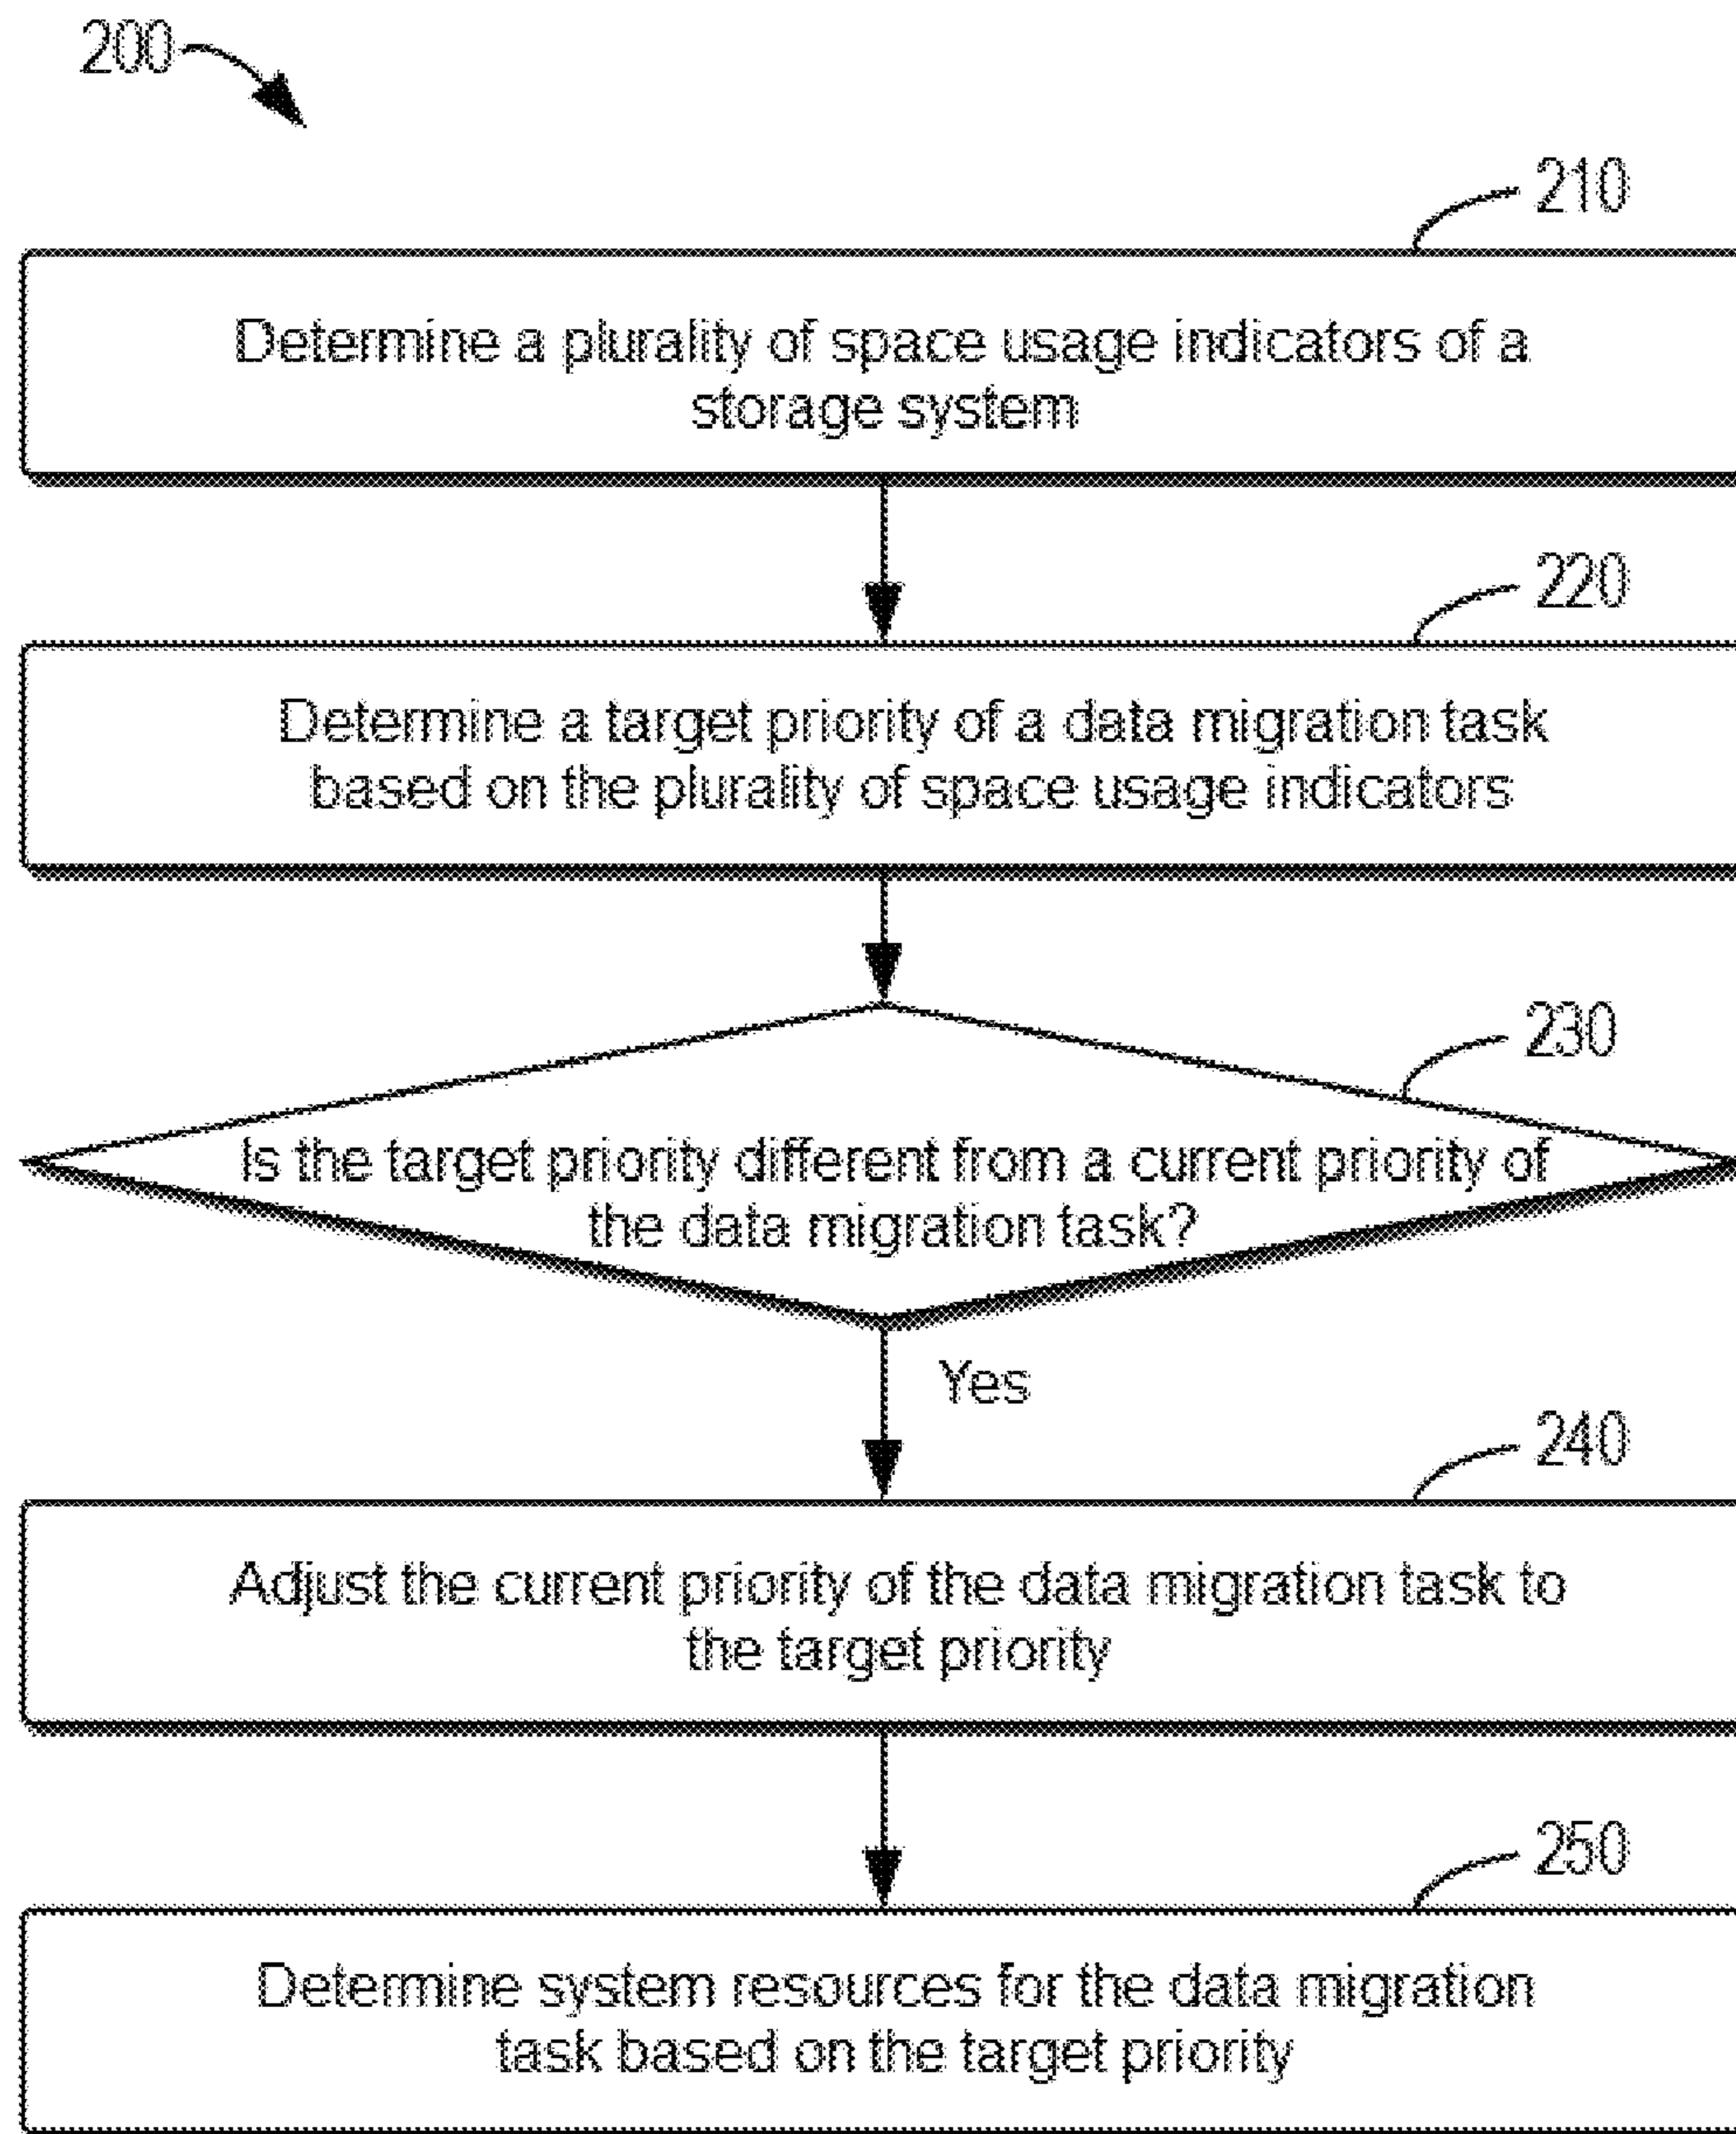 200
210
Determine a plurality of space usage indicators of a
storage system
220
Determine a target priority of a data migration task
based on the plurality of space usage indicators
230
Is the target priority different from a current priority of
the data migration task?
Yes
240
Adjust the current priority of the data migration task to
the target priority
250
Determine system resources for the data migration
task based on the target priority